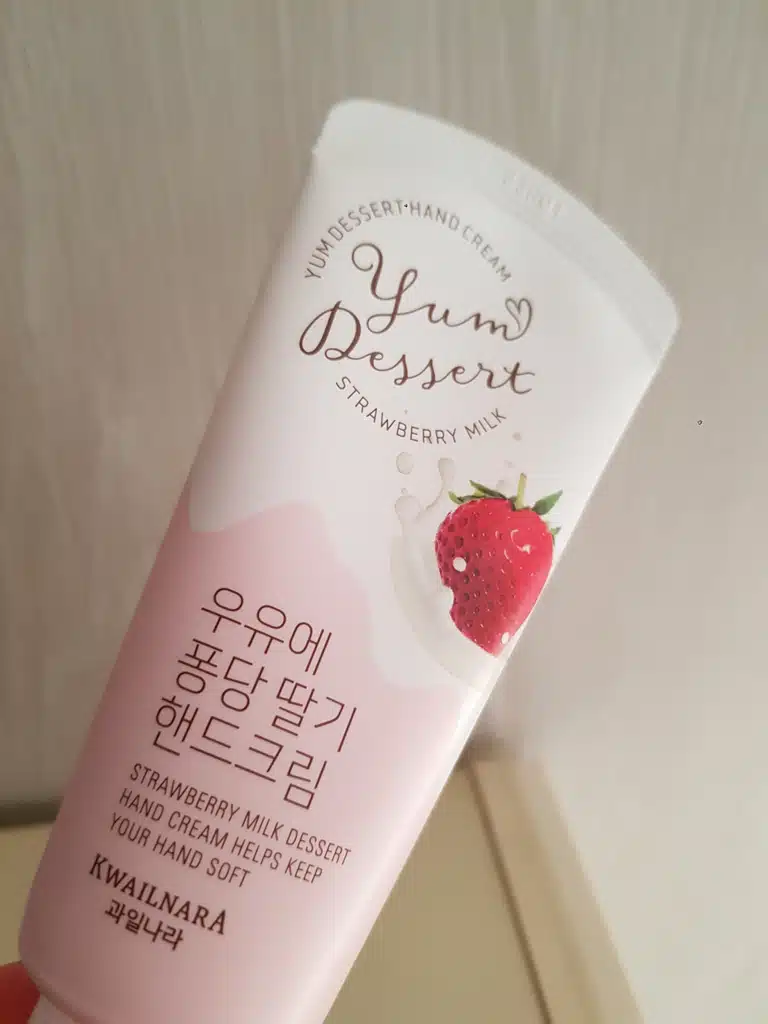 YUM DESSERT·HAND CREAM
Yum
Dessert
STRAWBERRY MILK
우유에
퐁당 딸기
핸드크림
STRAWBERRY MILK DESSERT
HAND CREAM HELPS KEEP
YOUR HAND SOFT
KWAILNARA
과일나라